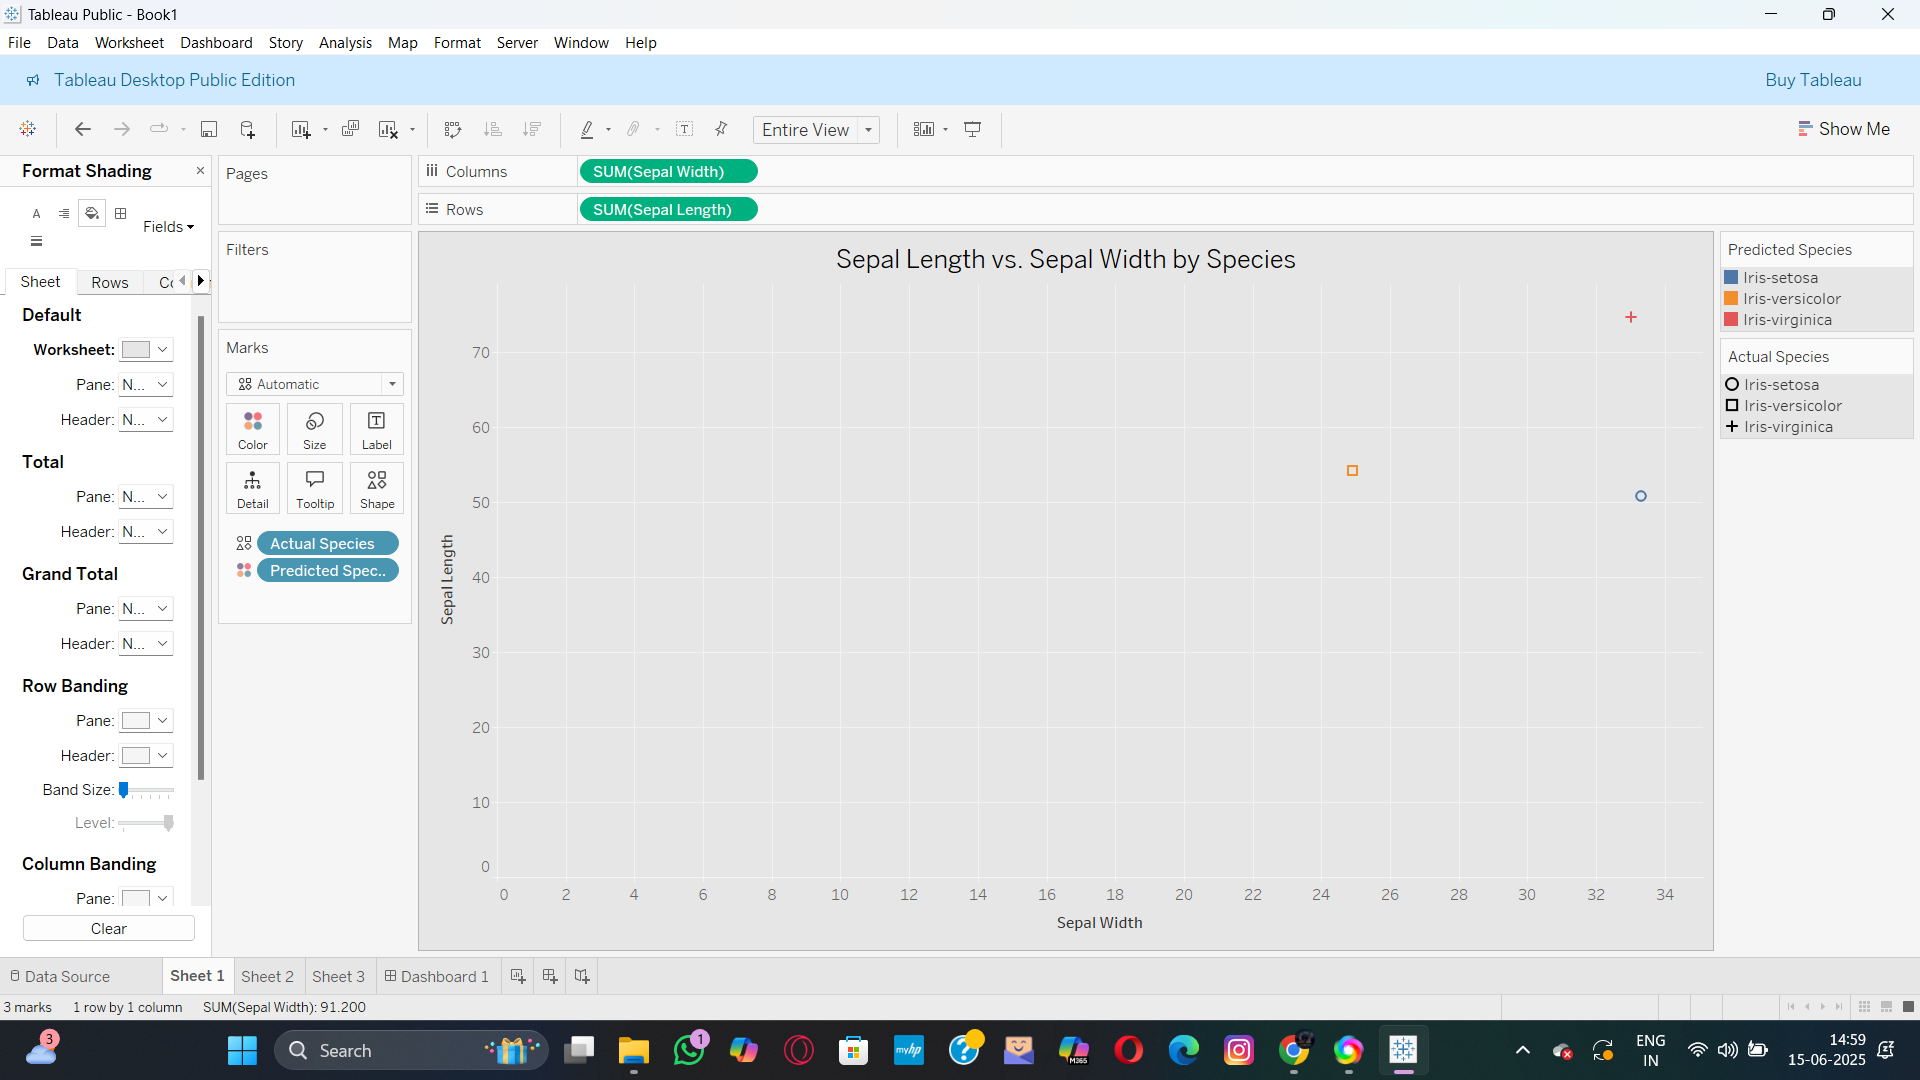 Tableau Public - Book1
File Data Worksheet Dashboard Story Analysis Map Format Server Window Help
Tableau Desktop Public Edition
Buy Tableau
Entire View
Show Me
Format Shading
Fields
Sheet Rows
Default
Worksheet:
Pane: N...
Header: N...
Total
Pane: N...
Header: N...
Grand Total
Pane: N...
Header: N...
Row Banding
Pane:
Header:
Band Size:
Level:
Column Banding
Pane:
Clear
Pages
Filters
Marks
Automatic
Color Size Label
Detail Tooltip Shape
Actual Species
Predicted Spec..
Columns SUM(Sepal Width)
Rows SUM(Sepal Length)
Sepal Length vs. Sepal Width by Species
Sepal Length
70
60
50
40
30
20
10
0
0 2 4 6 8 10 12 14 16 18 20 22 24 26 28 30 32 34
Sepal Width
Predicted Species
Iris-setosa
Iris-versicolor
Iris-virginica
Actual Species
Iris-setosa
Iris-versicolor
Iris-virginica
Data Source Sheet 1 Sheet 2 Sheet 3 Dashboard 1
3 marks 1 row by 1 column SUM(Sepal Width): 91.200
3
Search
1
myhp
M365
ENG
IN
14:59
15-06-2025